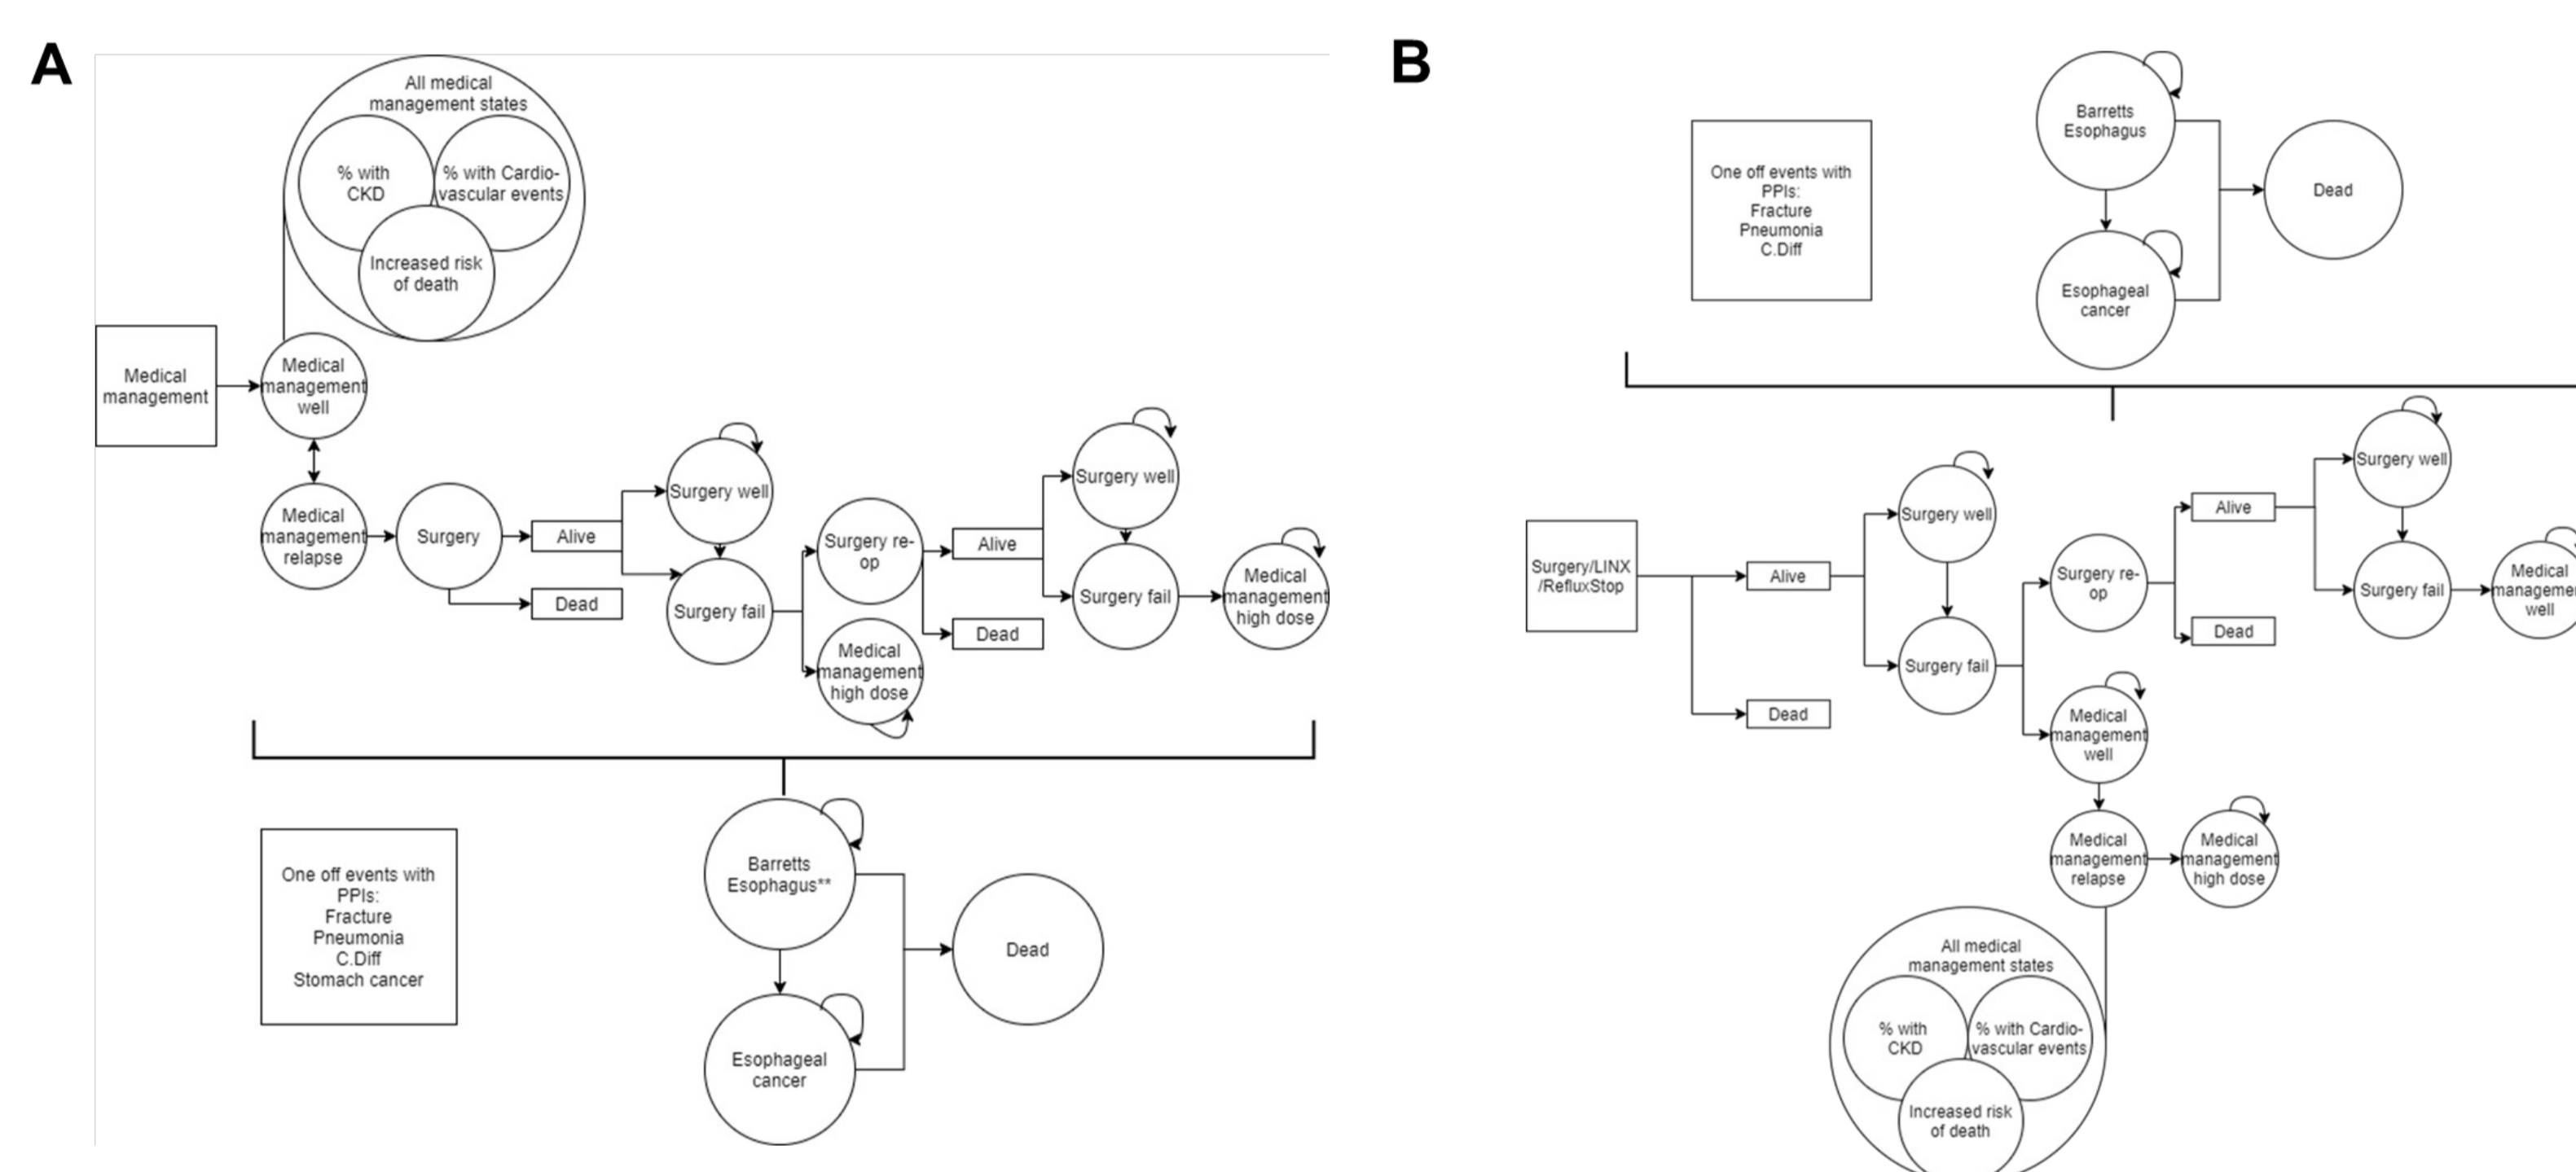 A
All medical
management states
% with
CKD
% with Cardio-
vascular events
Increased risk
of death
Medical
management
Medical
management
well
Medical
management
relapse
Surgery
Alive
Dead
Surgery well
Surgery fail
Surgery re-
op
Medical
management
high dose
Alive
Dead
Surgery well
Surgery fail
Medical
management
high dose
One off events with
PPIs:
Fracture
Pneumonia
C.Diff
Stomach cancer
Barretts
Esophagus**
Esophageal
cancer
Dead
B
One off events with
PPIs:
Fracture
Pneumonia
C.Diff
Barretts
Esophagus
Esophageal
cancer
Dead
Surgery/LINX
/RefluxStop
Alive
Dead
Surgery well
Surgery fail
Surgery re-
op
Alive
Dead
Surgery well
Surgery fail
Medical
well
Medical
management
well
Medical
management
relapse
Medical
management
high dose
All medical
management states
% with
CKD
% with Cardio-
vascular events
Increased risk
of death